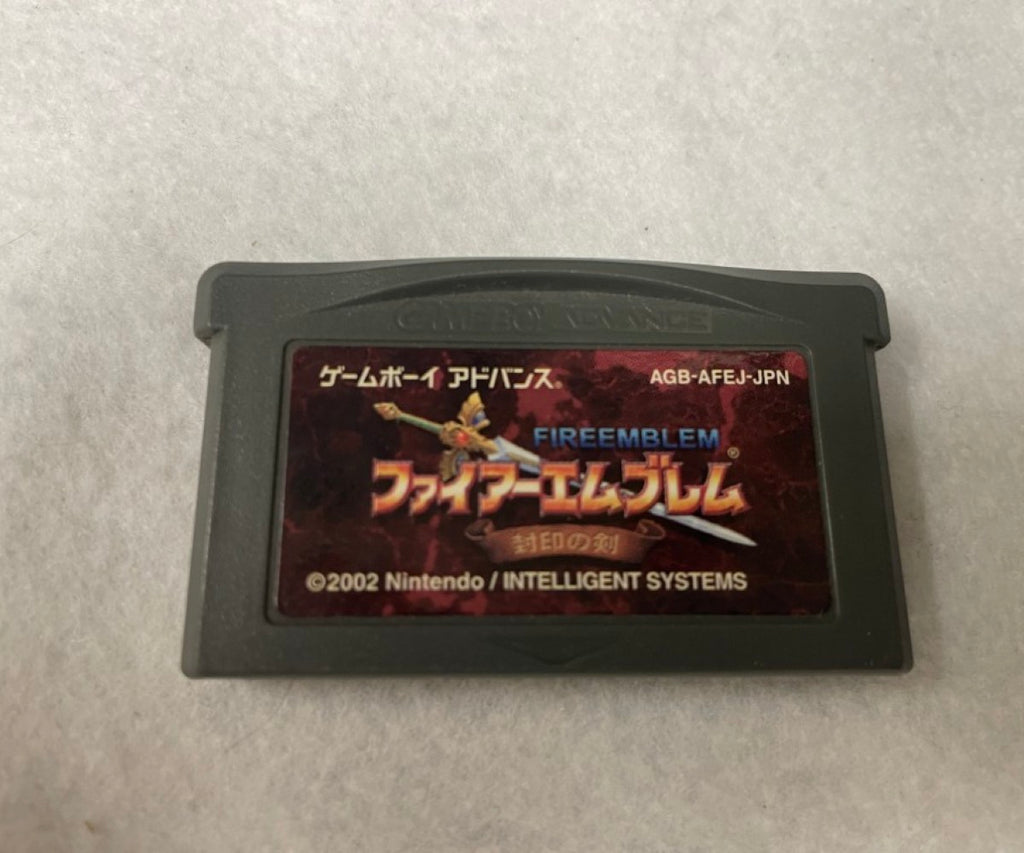 GAME BOY ADVANCE
ゲームボーイ アドバンス®
AGB-AFEJ-JPN
FIREEMBLEM
ファイアーエムブレム®
封印の剣
©2002 Nintendo / INTELLIGENT SYSTEMS